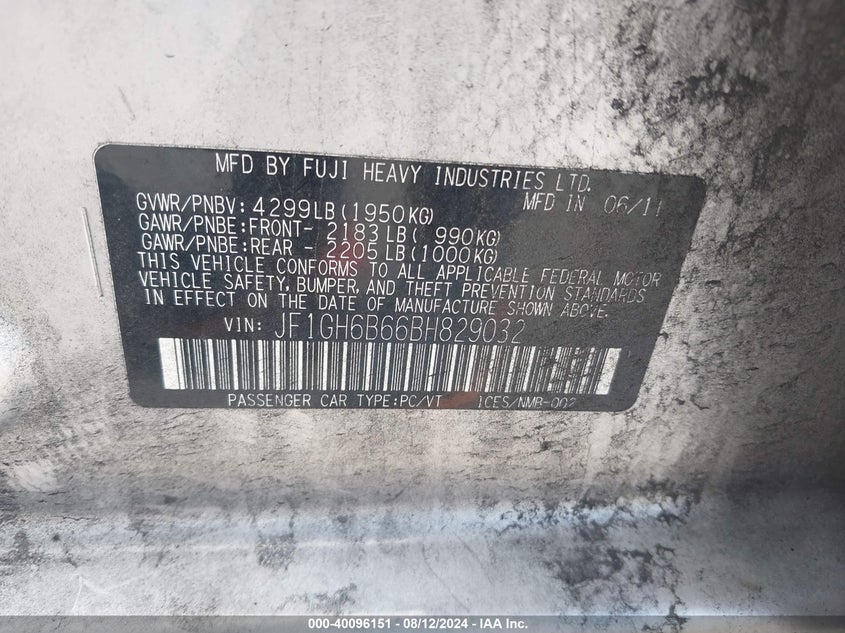 MFD BY FUJI HEAVY INDUSTRIES LTD.
GVWR/PNBV: 4299LB(1950KG) MFD IN 06/11
GAWR/PNBE:FRONT- 2183LB( 990KG)
GAWR/PNBE:REAR - 2205LB(1000KG)
THIS VEHICLE CONFORMS TO ALL APPLICABLE FEDERAL MOTOR
VEHICLE SAFETY, BUMPER, AND THEFT PREVENTION STANDARDS
IN EFFECT ON THE DATE OF MANUFACTURE SHOWN ABOVE.
VIN: JF1GH6B66BH829032
PASSENGER CAR TYPE:PC/VT ICES/NMB-002
000-40096151 - 08/12/2024 - IAA Inc.